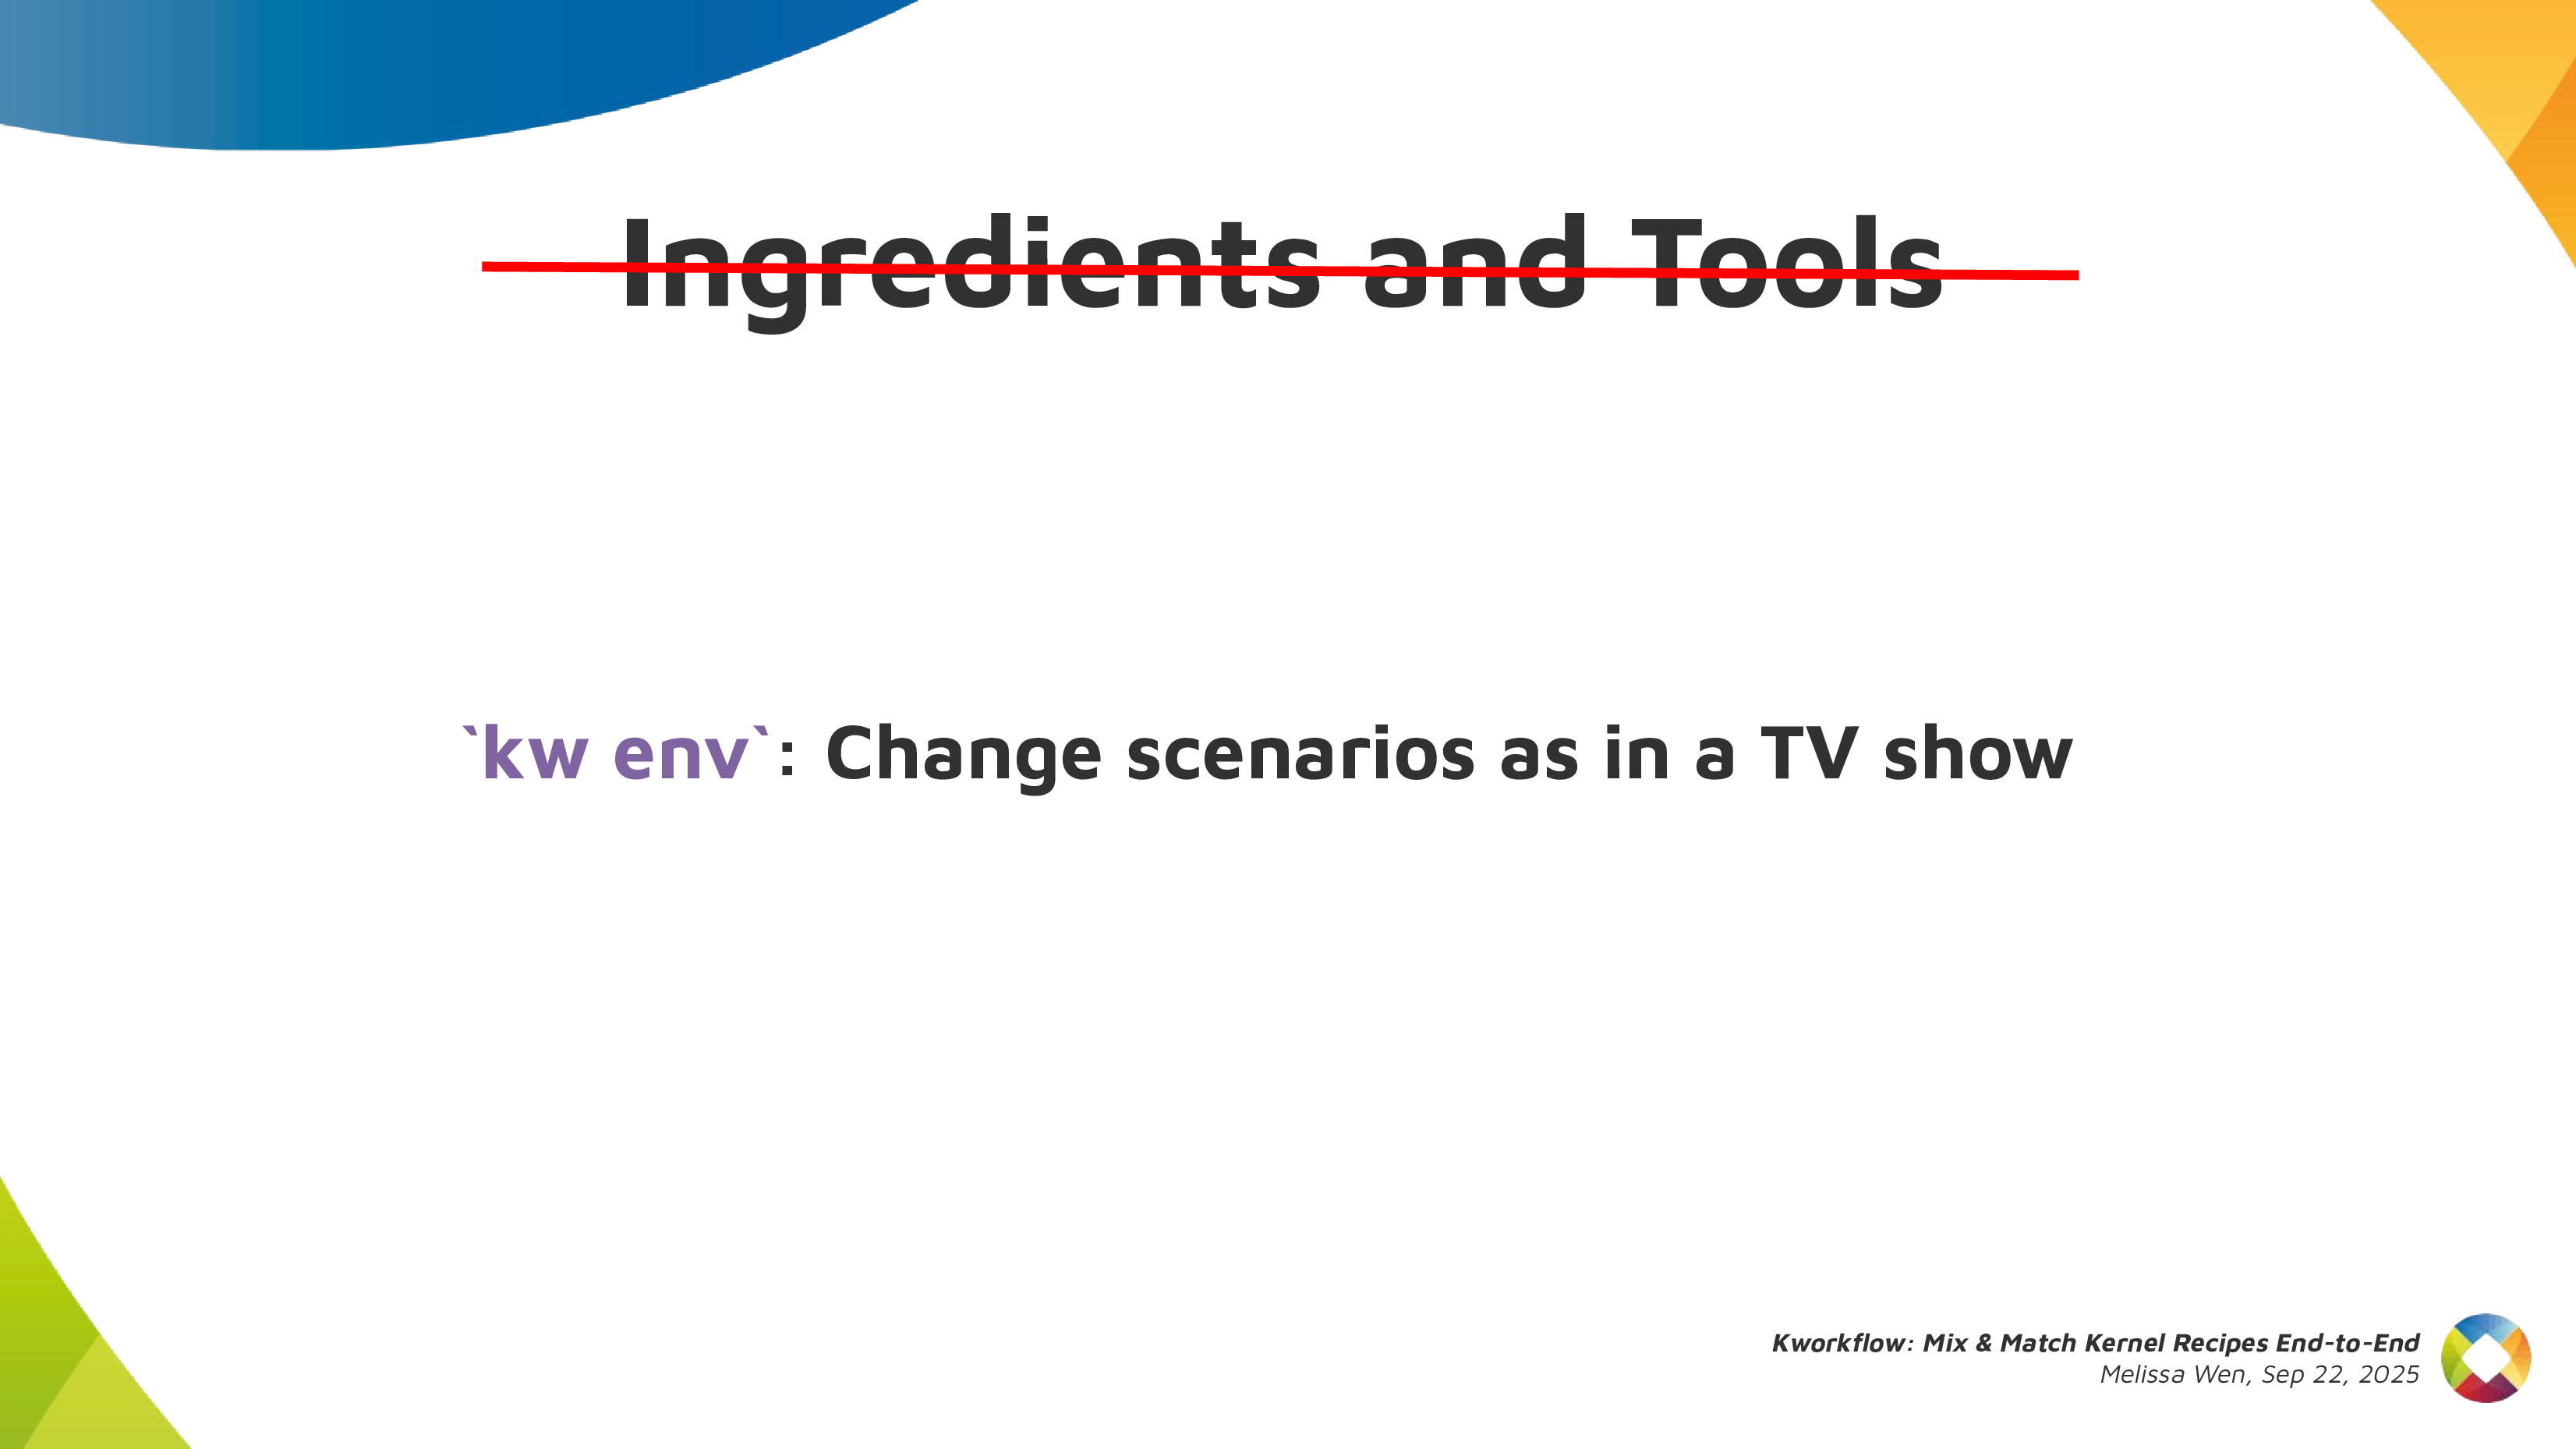 Ingredients and Tools
`kw env`: Change scenarios as in a TV show
Kworkflow: Mix & Match Kernel Recipes End-to-End
Melissa Wen, Sep 22, 2025